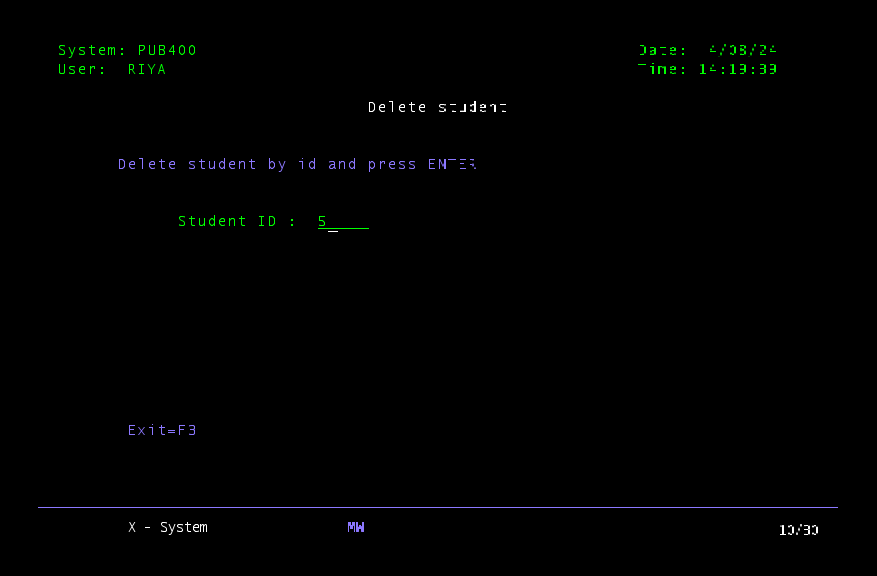 System: PUB400 Date: 4/08/24
User: RIYA Time: 14:19:39
Delete student
Delete student by id and press ENTER
Student ID : 5
Exit=F3
X - System MW 10/30